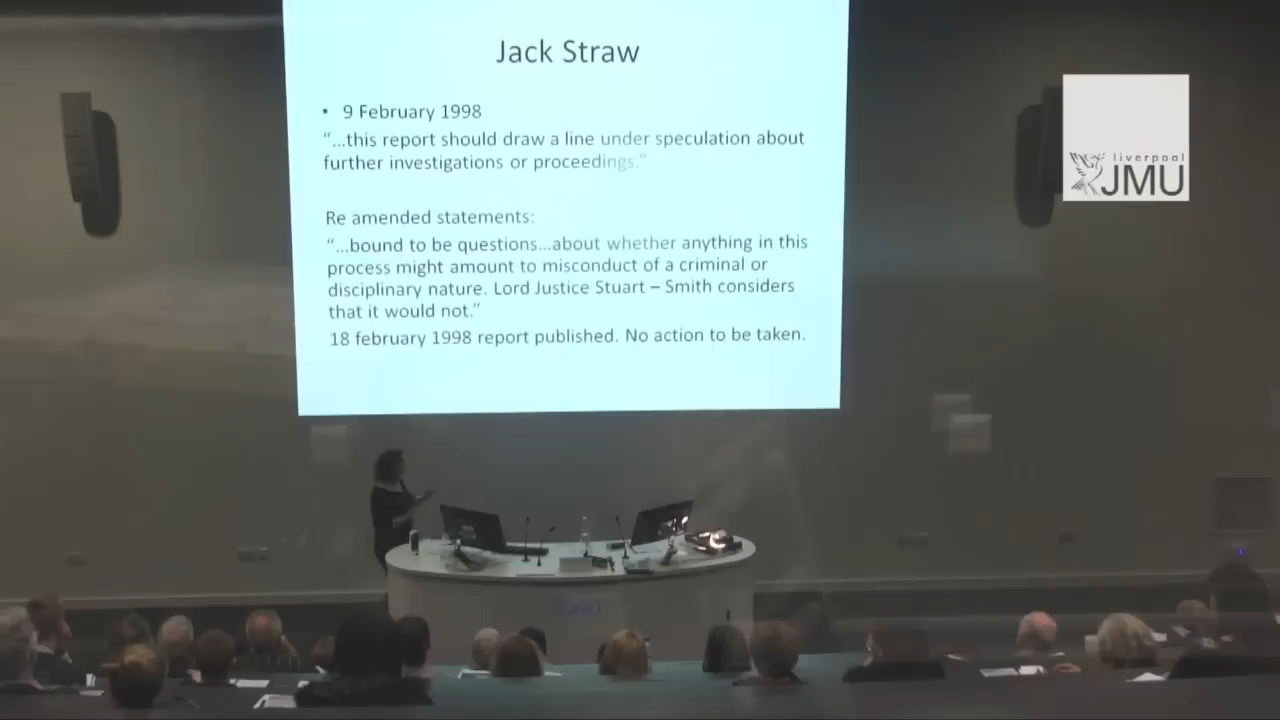 Jack Straw
• 9 February 1998
“...this report should draw a line under speculation about
further investigations or proceedings.”
Re amended statements:
“...bound to be questions...about whether anything in this
process might amount to misconduct of a criminal or
disciplinary nature. Lord Justice Stuart – Smith considers
that it would not.”
18 february 1998 report published. No action to be taken.
liverpool
JMU
JMU